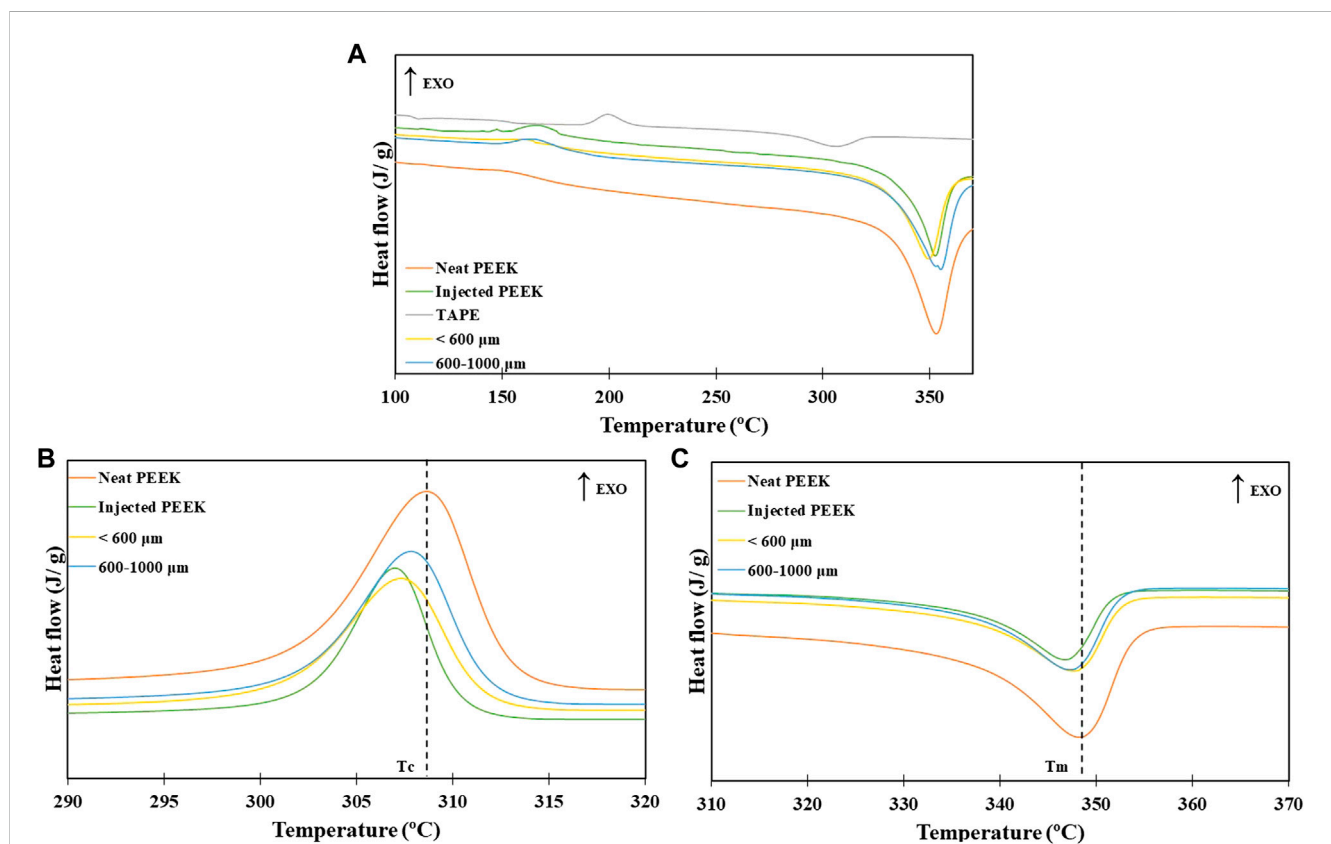 A
↑ EXO
Heat flow (J/ g)
Neat PEEK
Injected PEEK
TAPE
< 600 µm
600-1000 µm
100 150 200 250 300 350
Temperature (ºC)
B
Neat PEEK
Injected PEEK
< 600 µm
600-1000 µm
↑ EXO
Heat flow (J/ g)
Tc
290 295 300 305 310 315 320
Temperature (ºC)
C
Neat PEEK
Injected PEEK
< 600 µm
600-1000 µm
↑ EXO
Heat flow (J/ g)
Tm
310 320 330 340 350 360 370
Temperature (ºC)